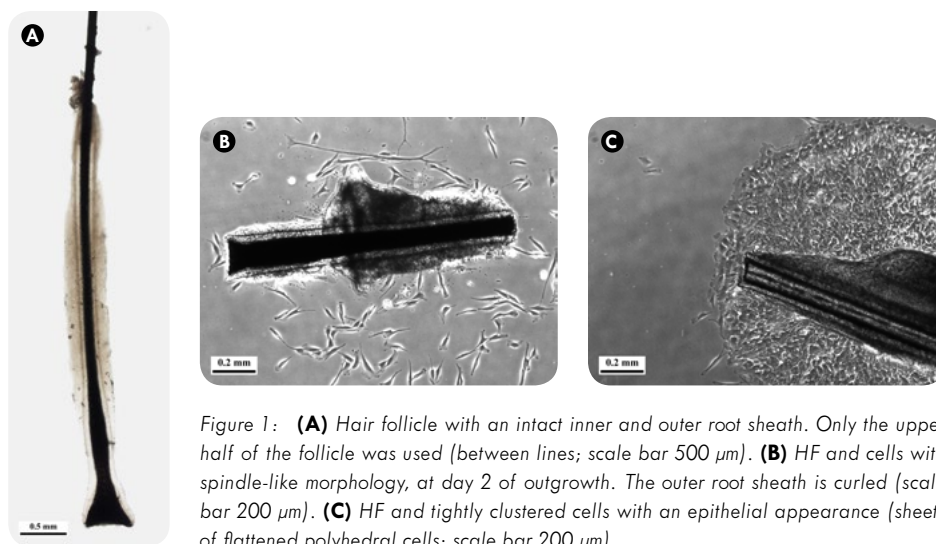 A
B
C
0.5 mm
0.2 mm
0.2 mm
Figure 1: (A) Hair follicle with an intact inner and outer root sheath. Only the uppe
half of the follicle was used (between lines; scale bar 500 µm). (B) HF and cells wit
spindle-like morphology, at day 2 of outgrowth. The outer root sheath is curled (scal
bar 200 µm). (C) HF and tightly clustered cells with an epithelial appearance (sheet
of flattened polyhedral cells; scale bar 200 µm)